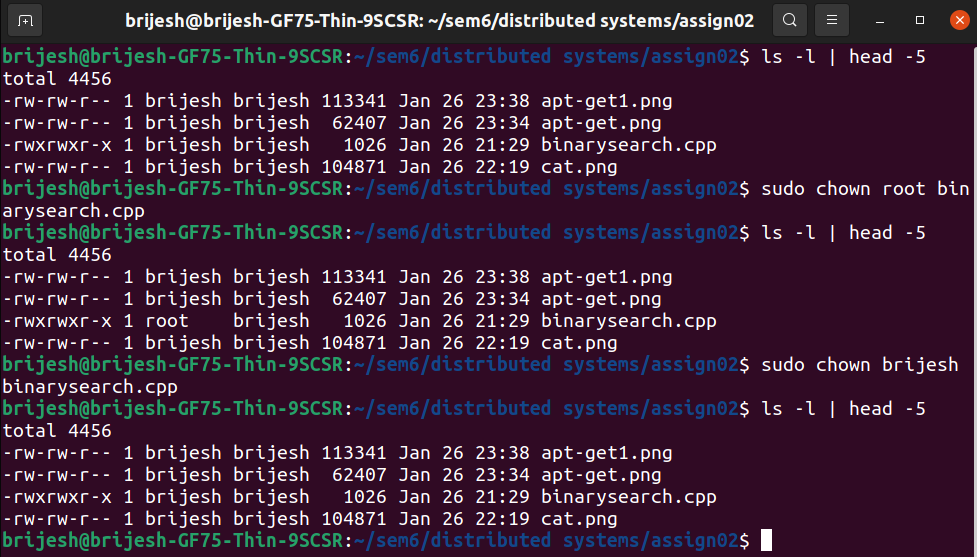 brijesh@brijesh-GF75-Thin-9SCSR: ~/sem6/distributed systems/assign02
brijesh@brijesh-GF75-Thin-9SCSR:~/sem6/distributed systems/assign02$ ls -l | head -5
total 4456
-rw-rw-r-- 1 brijesh brijesh 113341 Jan 26 23:38 apt-get1.png
-rw-rw-r-- 1 brijesh brijesh  62407 Jan 26 23:34 apt-get.png
-rwxrwxr-x 1 brijesh brijesh   1026 Jan 26 21:29 binarysearch.cpp
-rw-rw-r-- 1 brijesh brijesh 104871 Jan 26 22:19 cat.png
brijesh@brijesh-GF75-Thin-9SCSR:~/sem6/distributed systems/assign02$ sudo chown root bin
arysearch.cpp
brijesh@brijesh-GF75-Thin-9SCSR:~/sem6/distributed systems/assign02$ ls -l | head -5
total 4456
-rw-rw-r-- 1 brijesh brijesh 113341 Jan 26 23:38 apt-get1.png
-rw-rw-r-- 1 brijesh brijesh  62407 Jan 26 23:34 apt-get.png
-rwxrwxr-x 1 root    brijesh   1026 Jan 26 21:29 binarysearch.cpp
-rw-rw-r-- 1 brijesh brijesh 104871 Jan 26 22:19 cat.png
brijesh@brijesh-GF75-Thin-9SCSR:~/sem6/distributed systems/assign02$ sudo chown brijesh
binarysearch.cpp
brijesh@brijesh-GF75-Thin-9SCSR:~/sem6/distributed systems/assign02$ ls -l | head -5
total 4456
-rw-rw-r-- 1 brijesh brijesh 113341 Jan 26 23:38 apt-get1.png
-rw-rw-r-- 1 brijesh brijesh  62407 Jan 26 23:34 apt-get.png
-rwxrwxr-x 1 brijesh brijesh   1026 Jan 26 21:29 binarysearch.cpp
-rw-rw-r-- 1 brijesh brijesh 104871 Jan 26 22:19 cat.png
brijesh@brijesh-GF75-Thin-9SCSR:~/sem6/distributed systems/assign02$